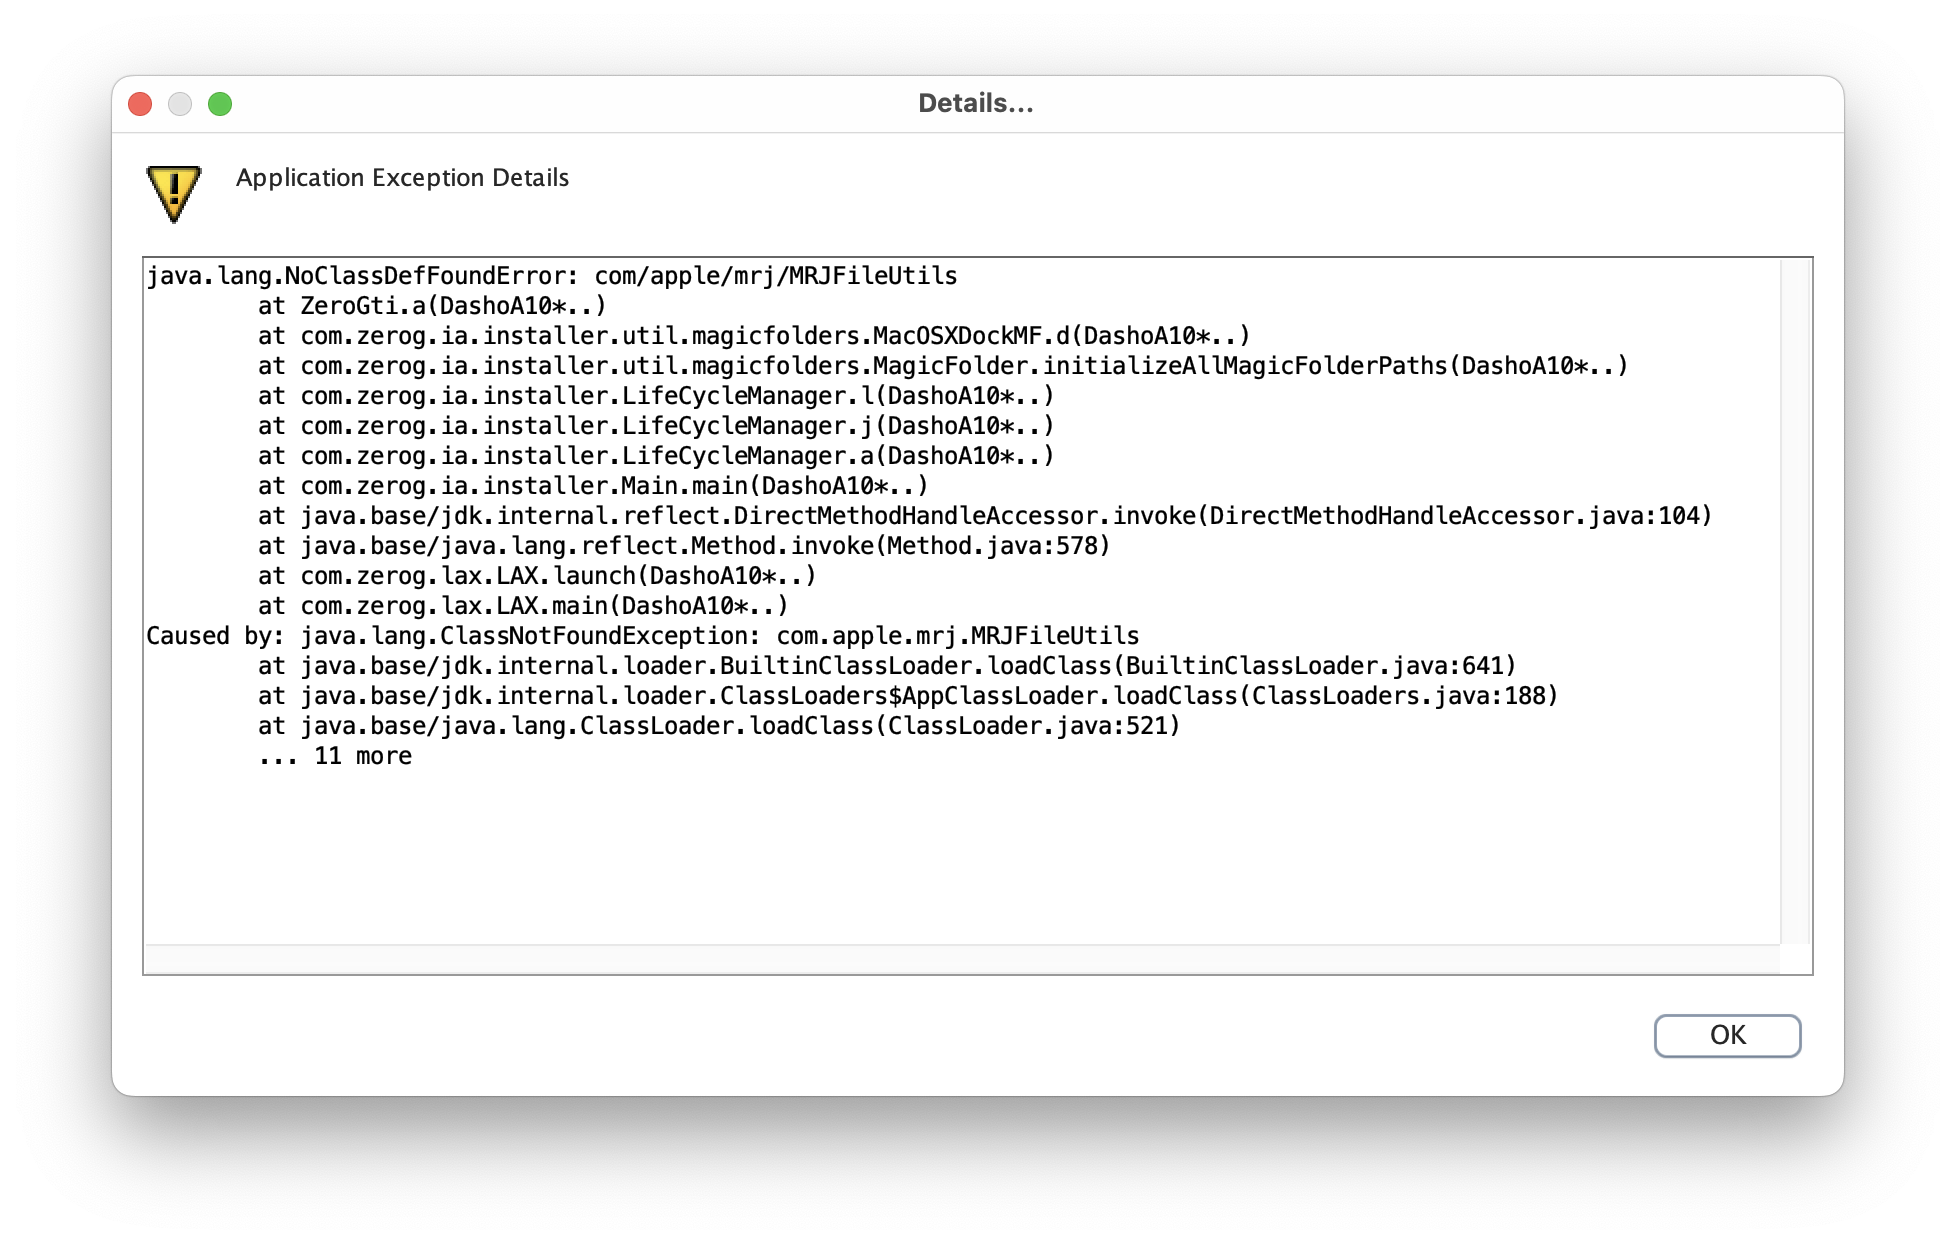 Details...
Application Exception Details
java.lang.NoClassDefFoundError: com/apple/mrj/MRJFileUtils
at ZeroGti.a(DashoA10*..)
at com.zerog.ia.installer.util.magicfolders.MacOSXDockMF.d(DashoA10*..)
at com.zerog.ia.installer.util.magicfolders.MagicFolder.initializeAllMagicFolderPaths(DashoA10*..)
at com.zerog.ia.installer.LifeCycleManager.l(DashoA10*..)
at com.zerog.ia.installer.LifeCycleManager.j(DashoA10*..)
at com.zerog.ia.installer.LifeCycleManager.a(DashoA10*..)
at com.zerog.ia.installer.Main.main(DashoA10*..)
at java.base/jdk.internal.reflect.DirectMethodHandleAccessor.invoke(DirectMethodHandleAccessor.java:104)
at java.base/java.lang.reflect.Method.invoke(Method.java:578)
at com.zerog.lax.LAX.launch(DashoA10*..)
at com.zerog.lax.LAX.main(DashoA10*..)
Caused by: java.lang.ClassNotFoundException: com.apple.mrj.MRJFileUtils
at java.base/jdk.internal.loader.BuiltinClassLoader.loadClass(BuiltinClassLoader.java:641)
at java.base/jdk.internal.loader.ClassLoaders$AppClassLoader.loadClass(ClassLoaders.java:188)
at java.base/java.lang.ClassLoader.loadClass(ClassLoader.java:521)
... 11 more
OK